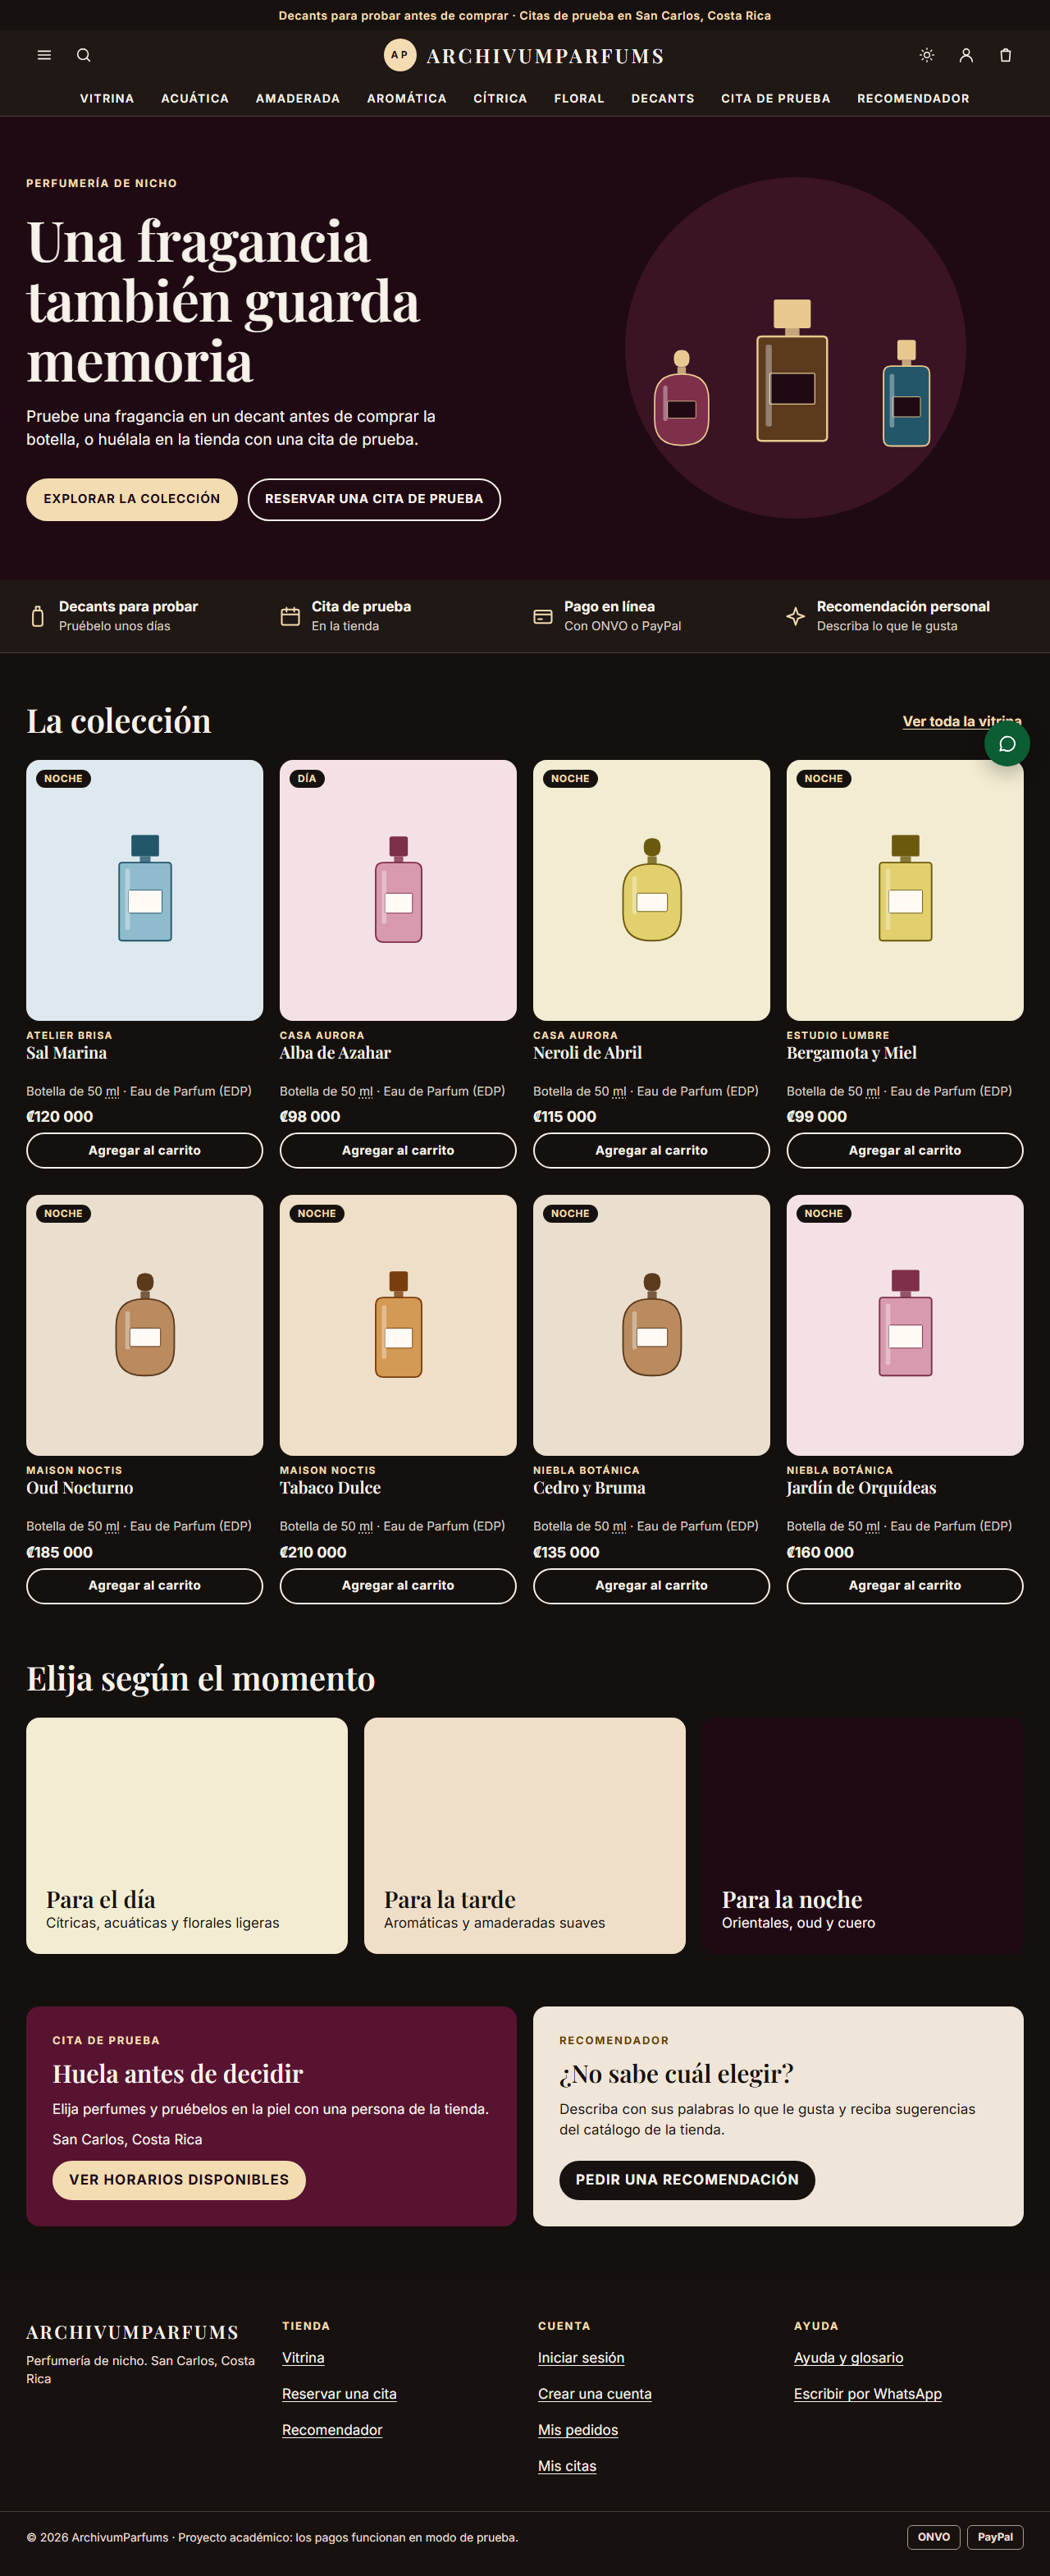 Decants para probar antes de comprar · Citas de prueba en San Carlos, Costa Rica
AP ARCHIVUMPARFUMS
VITRINA ACUÁTICA AMADERADA AROMÁTICA CÍTRICA FLORAL DECANTS CITA DE PRUEBA RECOMENDADOR
PERFUMERÍA DE NICHO
Una fragancia
también guarda
memoria
Pruebe una fragancia en un decant antes de comprar la
botella, o huélala en la tienda con una cita de prueba.
EXPLORAR LA COLECCIÓN RESERVAR UNA CITA DE PRUEBA
Decants para probar
Pruébelo unos días
Cita de prueba
En la tienda
Pago en línea
Con ONVO o PayPal
Recomendación personal
Describa lo que le gusta
La colección
Ver toda la vitrina
NOCHE
ATELIER BRISA
Sal Marina
Botella de 50 ml · Eau de Parfum (EDP)
₡120 000
Agregar al carrito
DÍA
CASA AURORA
Alba de Azahar
Botella de 50 ml · Eau de Parfum (EDP)
₡98 000
Agregar al carrito
NOCHE
CASA AURORA
Neroli de Abril
Botella de 50 ml · Eau de Parfum (EDP)
₡115 000
Agregar al carrito
NOCHE
ESTUDIO LUMBRE
Bergamota y Miel
Botella de 50 ml · Eau de Parfum (EDP)
₡99 000
Agregar al carrito
NOCHE
MAISON NOCTIS
Oud Nocturno
Botella de 50 ml · Eau de Parfum (EDP)
₡185 000
Agregar al carrito
NOCHE
MAISON NOCTIS
Tabaco Dulce
Botella de 50 ml · Eau de Parfum (EDP)
₡210 000
Agregar al carrito
NOCHE
NIEBLA BOTÁNICA
Cedro y Bruma
Botella de 50 ml · Eau de Parfum (EDP)
₡135 000
Agregar al carrito
NOCHE
NIEBLA BOTÁNICA
Jardín de Orquídeas
Botella de 50 ml · Eau de Parfum (EDP)
₡160 000
Agregar al carrito
Elija según el momento
Para el día
Cítricas, acuáticas y florales ligeras
Para la tarde
Aromáticas y amaderadas suaves
Para la noche
Orientales, oud y cuero
CITA DE PRUEBA
Huela antes de decidir
Elija perfumes y pruébelos en la piel con una persona de la tienda.
San Carlos, Costa Rica
VER HORARIOS DISPONIBLES
RECOMENDADOR
¿No sabe cuál elegir?
Describa con sus palabras lo que le gusta y reciba sugerencias
del catálogo de la tienda.
PEDIR UNA RECOMENDACIÓN
ARCHIVUMPARFUMS
Perfumería de nicho. San Carlos, Costa
Rica
TIENDA
Vitrina
Reservar una cita
Recomendador
CUENTA
Iniciar sesión
Crear una cuenta
Mis pedidos
Mis citas
AYUDA
Ayuda y glosario
Escribir por WhatsApp
© 2026 ArchivumParfums · Proyecto académico: los pagos funcionan en modo de prueba.
ONVO PayPal